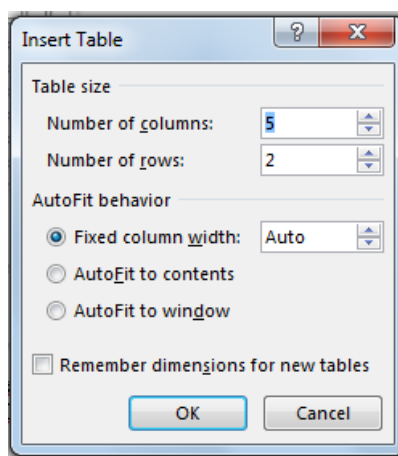 Insert Table
Table size
Number of columns: 5
Number of rows: 2
AutoFit behavior
Fixed column width: Auto
AutoFit to contents
AutoFit to window
Remember dimensions for new tables
OK Cancel